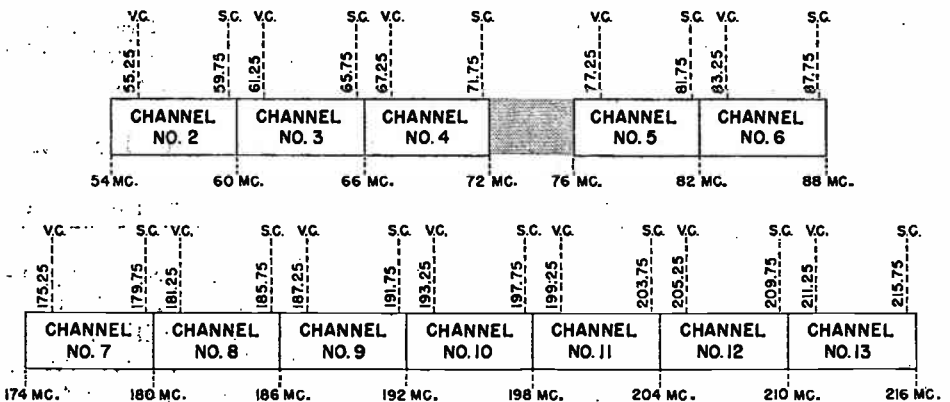 V.C. S.C. V.C. S.C. V.C. S.C. V.C. S.C. V.C. S.C.
55.25 59.75 61.25 65.75 67.25 71.75 77.25 81.75 83.25 87.75
CHANNEL CHANNEL CHANNEL CHANNEL CHANNEL
NO. 2 NO. 3 NO. 4 NO. 5 NO. 6
54 MC. 60 MC. 66 MC. 72 MC. 76 MC. 82 MC. 88 MC.
V.C. S.C. V.C. S.C. V.C. S.C. V.C. S.C. V.C. S.C. V.C. S.C. V.C. S.C.
175.25 179.75 181.25 185.75 187.25 191.75 193.25 197.75 199.25 203.75 205.25 209.75 211.25 215.75
CHANNEL CHANNEL CHANNEL CHANNEL CHANNEL CHANNEL CHANNEL
NO. 7 NO. 8 NO. 9 NO. 10 NO. 11 NO. 12 NO. 13
174 MC. 180 MC. 186 MC. 192 MC. 198 MC. 204 MC. 210 MC. 216 MC.